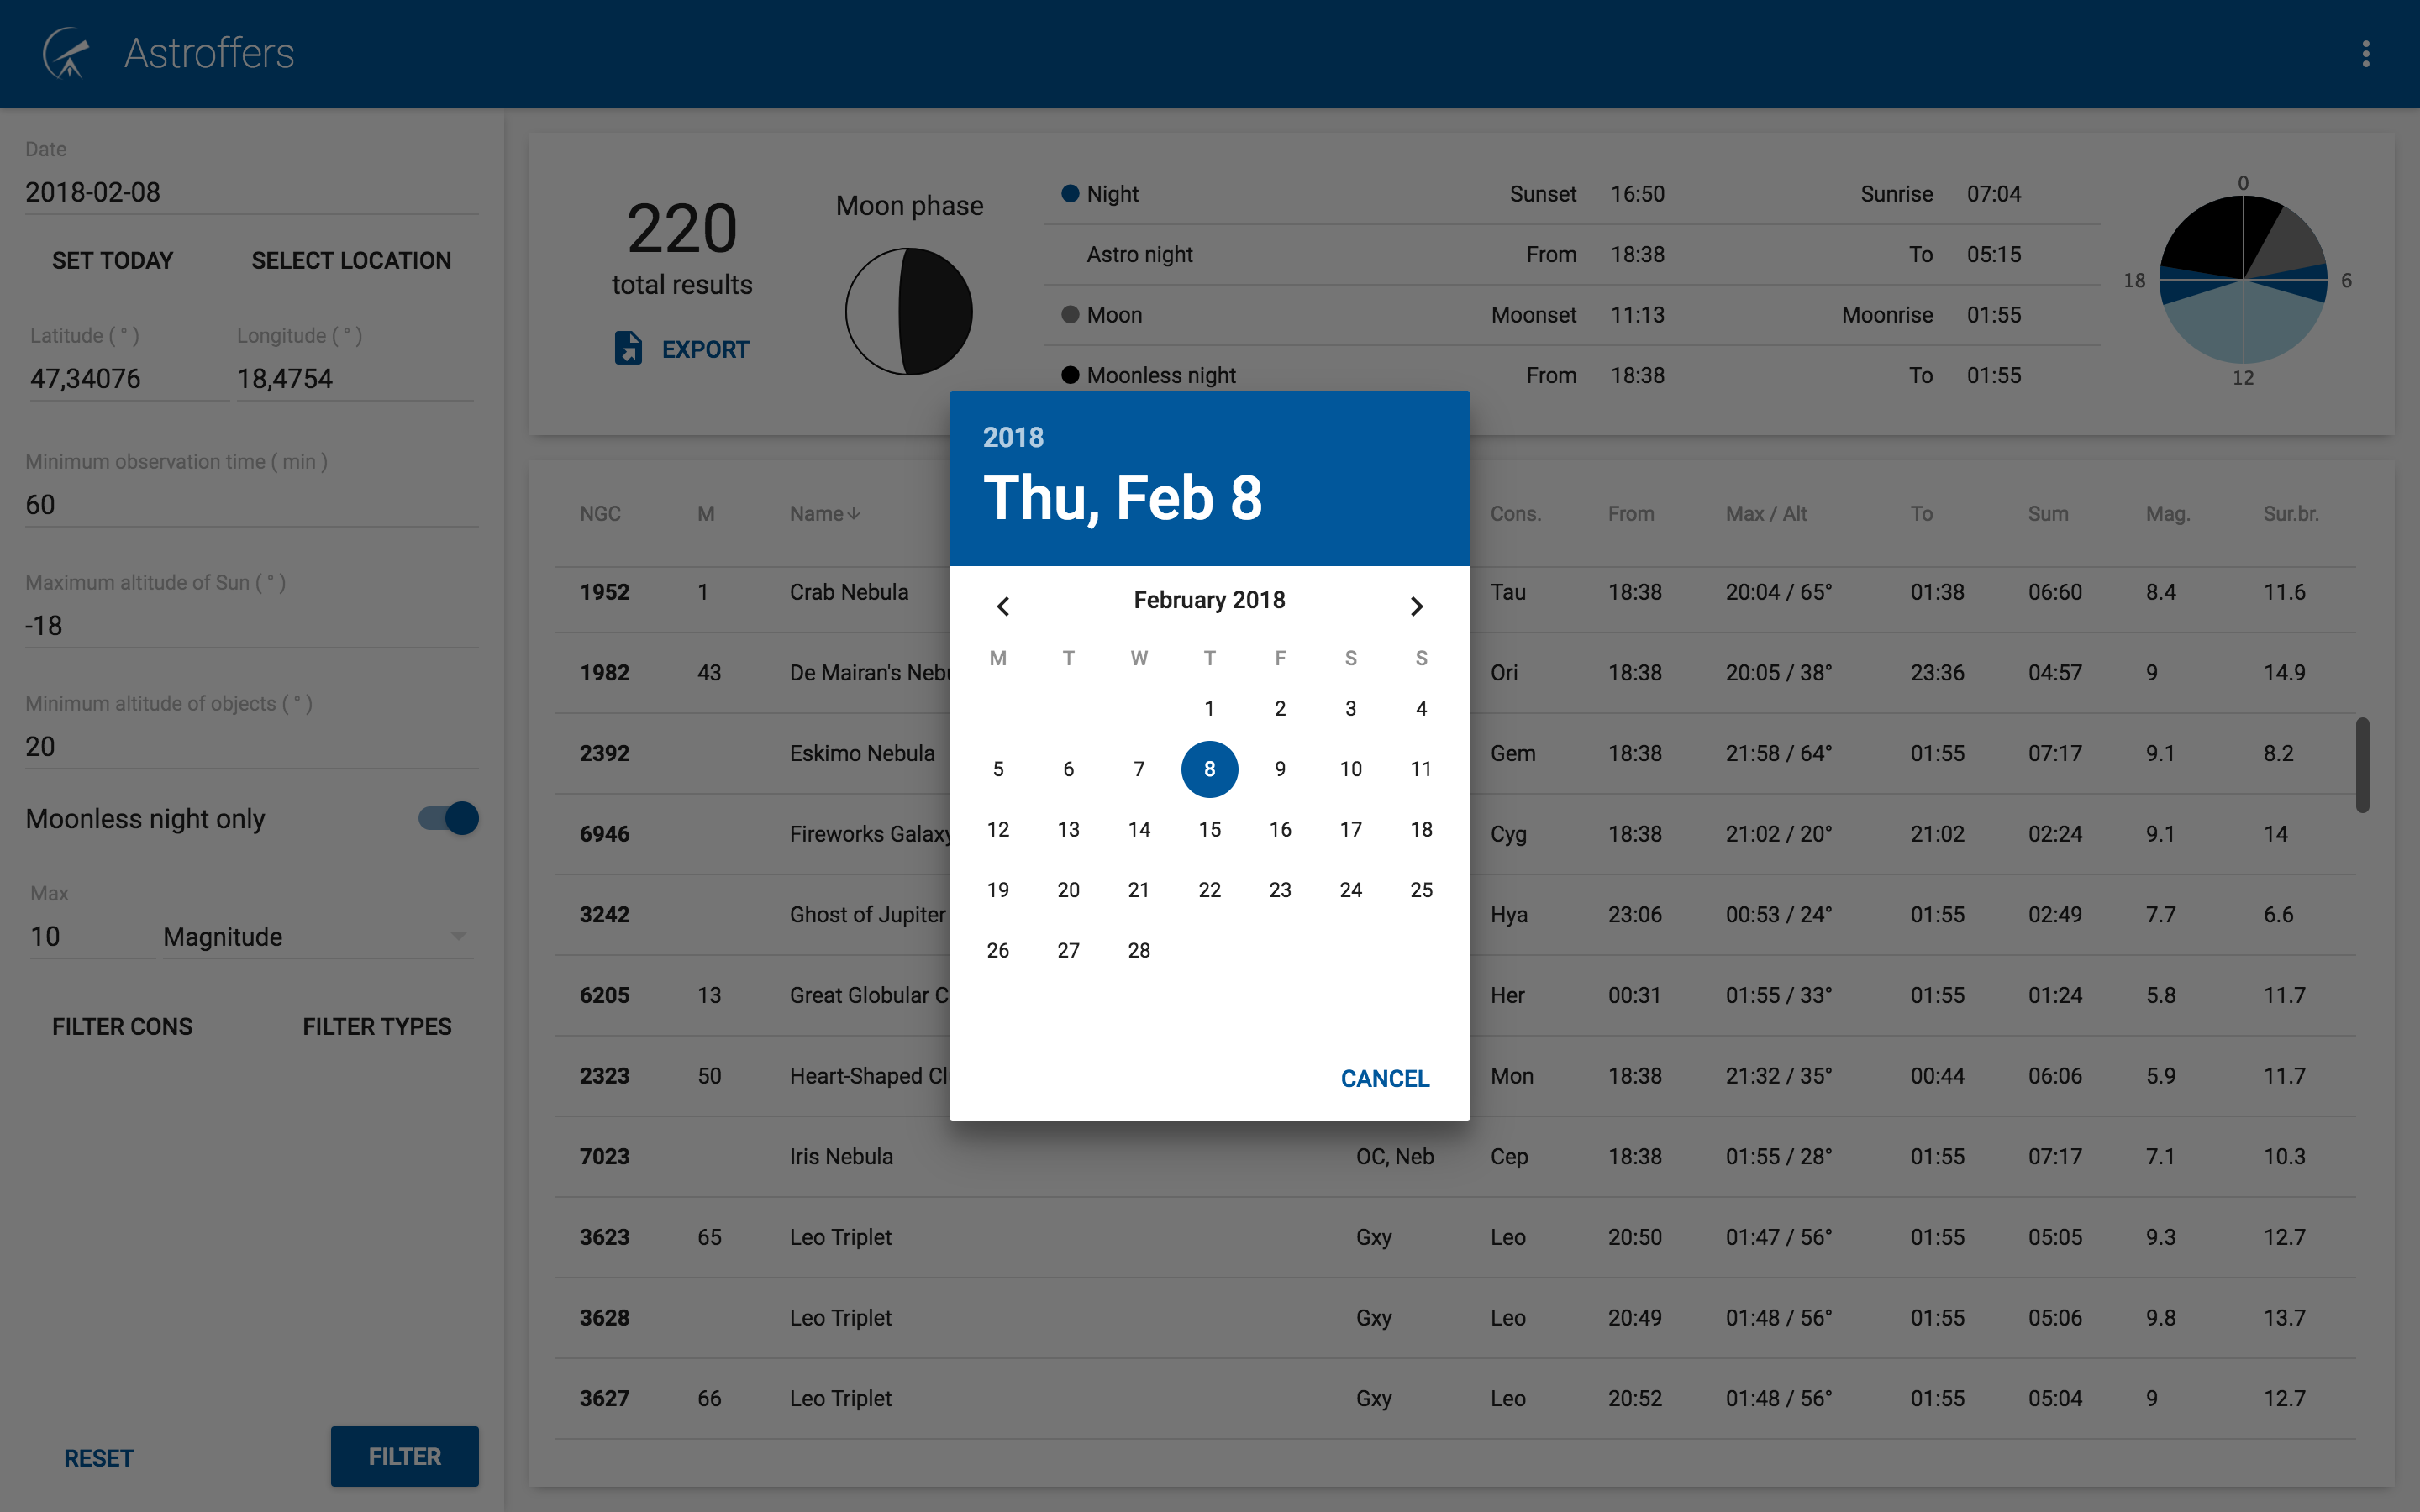 Astroffers
Date
2018-02-08
SET TODAY SELECT LOCATION
Latitude ( ° ) Longitude ( ° )
47,34076 18,4754
Minimum observation time ( min )
60
Maximum altitude of Sun ( ° )
-18
Minimum altitude of objects ( ° )
20
Moonless night only
Max
10 Magnitude
FILTER CONS FILTER TYPES
RESET FILTER
220
total results
EXPORT
Moon phase
Night Sunset 16:50 Sunrise 07:04
Astro night From 18:38 To 05:15
Moon Moonset 11:13 Moonrise 01:55
Moonless night From 18:38 To 01:55
0
18 6
12
2018
Thu, Feb 8
February 2018
M T W T F S S
1 2 3 4
5 6 7 8 9 10 11
12 13 14 15 16 17 18
19 20 21 22 23 24 25
26 27 28
CANCEL
NGC M Name Cons. From Max / Alt To Sum Mag. Sur.br.
1952 1 Crab Nebula Tau 18:38 20:04 / 65° 01:38 06:60 8.4 11.6
1982 43 De Mairan's Ori 18:38 20:05 / 38° 23:36 04:57 9 14.9
2392 Eskimo Nebula Gem 18:38 21:58 / 64° 01:55 07:17 9.1 8.2
6946 Fireworks Galaxy Cyg 18:38 21:02 / 20° 21:02 02:24 9.1 14
3242 Ghost of Jupiter Hya 23:06 00:53 / 24° 01:55 02:49 7.7 6.6
6205 13 Great Globular Her 00:31 01:55 / 33° 01:55 01:24 5.8 11.7
2323 50 Heart-Shaped Mon 18:38 21:32 / 35° 00:44 06:06 5.9 11.7
7023 Iris Nebula OC, Neb Cep 18:38 01:55 / 28° 01:55 07:17 7.1 10.3
3623 65 Leo Triplet Gxy Leo 20:50 01:47 / 56° 01:55 05:05 9.3 12.7
3628 Leo Triplet Gxy Leo 20:49 01:48 / 56° 01:55 05:06 9.8 13.7
3627 66 Leo Triplet Gxy Leo 20:52 01:48 / 56° 01:55 05:04 9 12.7